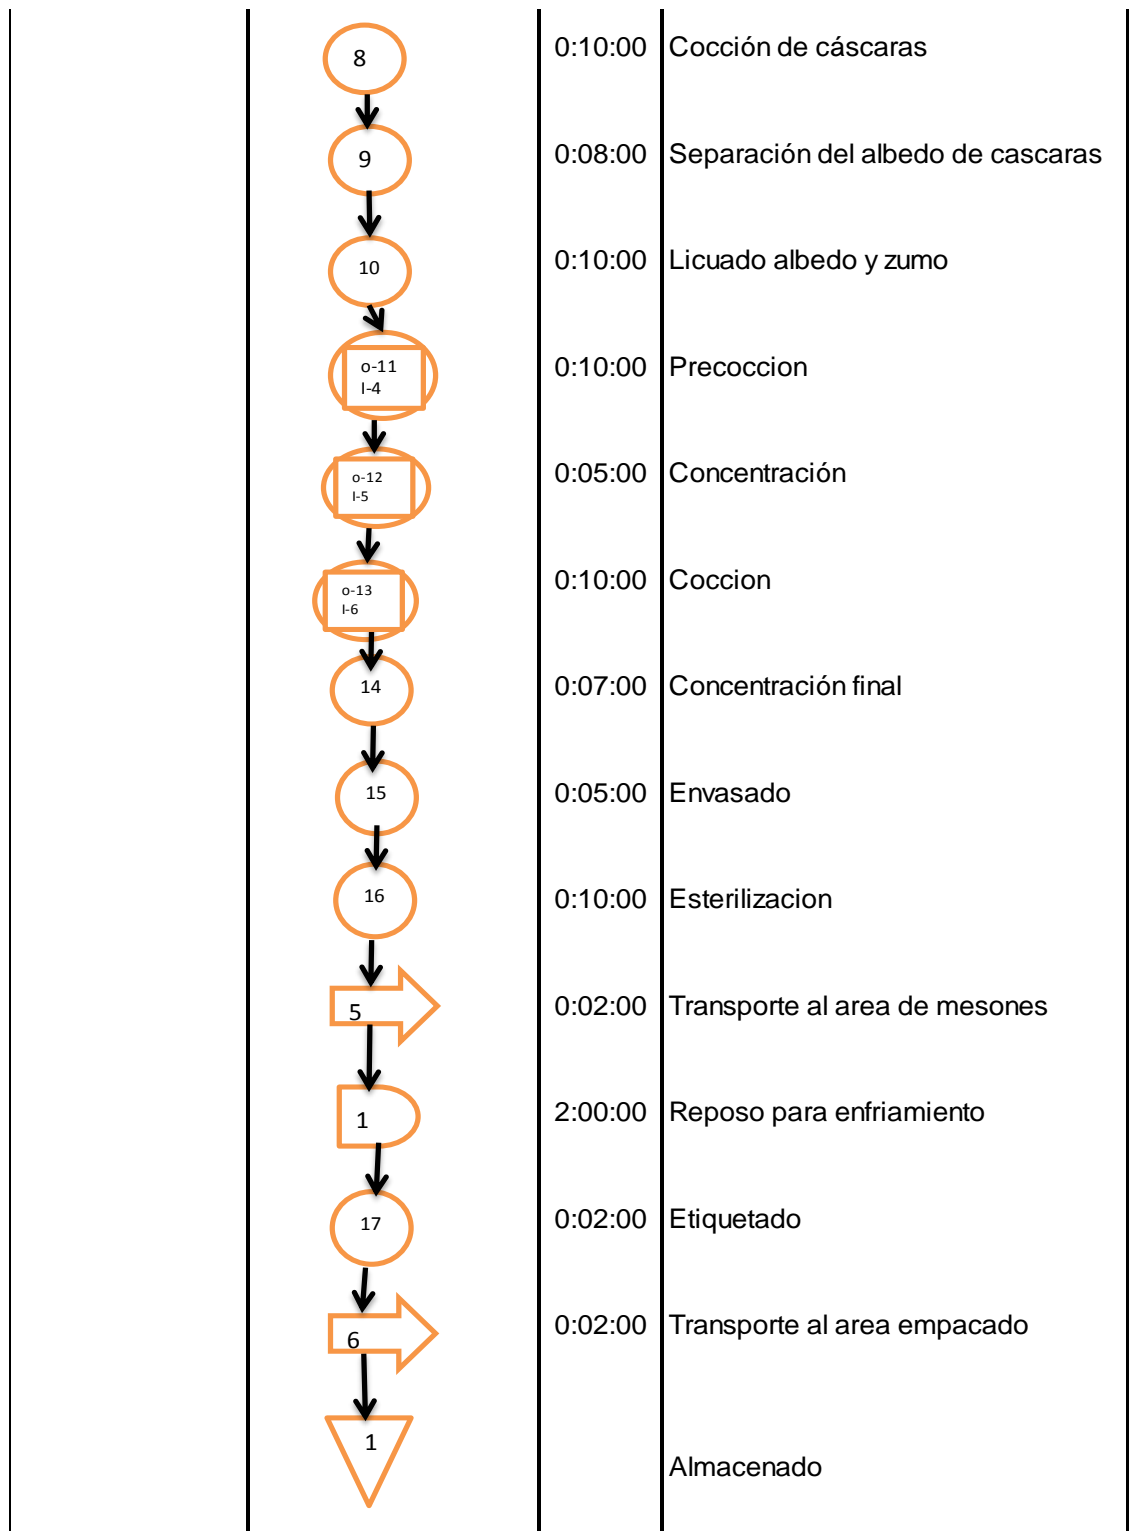 8 0:10:00 Cocción de cáscaras
9 0:08:00 Separación del albedo de cascaras
10 0:10:00 Licuado albedo y zumo
o-11
I-4
0:10:00 Precoccion
o-12
I-5
0:05:00 Concentración
o-13
I-6
0:10:00 Coccion
14 0:07:00 Concentración final
15 0:05:00 Envasado
16 0:10:00 Esterilizacion
5 0:02:00 Transporte al area de mesones
1 2:00:00 Reposo para enfriamiento
17 0:02:00 Etiquetado
6 0:02:00 Transporte al area empacado
1
Almacenado